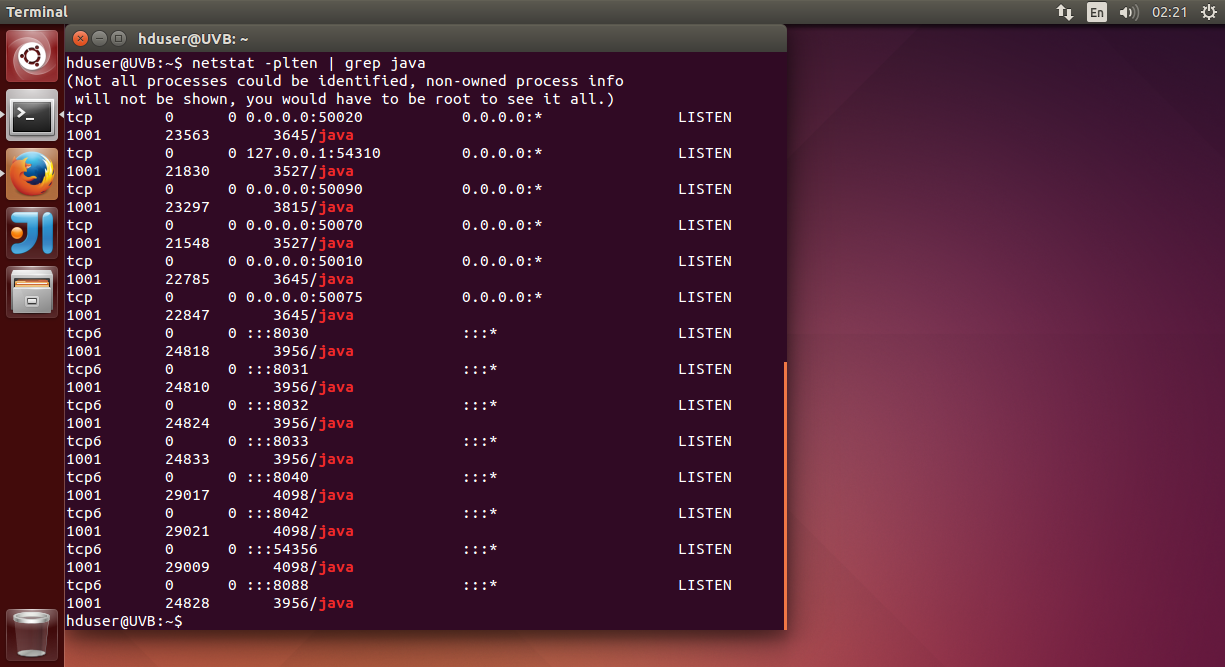 Terminal
En
02:21
hduser@UVB: ~
hduser@UVB:~$ netstat -plten | grep java
(Not all processes could be identified, non-owned process info
 will not be shown, you would have to be root to see it all.)
tcp        0      0 0.0.0.0:50020           0.0.0.0:*               LISTEN
1001       23563       3645/java
tcp        0      0 127.0.0.1:54310         0.0.0.0:*               LISTEN
1001       21830       3527/java
tcp        0      0 0.0.0.0:50090           0.0.0.0:*               LISTEN
1001       23297       3815/java
tcp        0      0 0.0.0.0:50070           0.0.0.0:*               LISTEN
1001       21548       3527/java
tcp        0      0 0.0.0.0:50010           0.0.0.0:*               LISTEN
1001       22785       3645/java
tcp        0      0 0.0.0.0:50075           0.0.0.0:*               LISTEN
1001       22847       3645/java
tcp6       0      0 :::8030                 :::*                    LISTEN
1001       24818       3956/java
tcp6       0      0 :::8031                 :::*                    LISTEN
1001       24810       3956/java
tcp6       0      0 :::8032                 :::*                    LISTEN
1001       24824       3956/java
tcp6       0      0 :::8033                 :::*                    LISTEN
1001       24833       3956/java
tcp6       0      0 :::8040                 :::*                    LISTEN
1001       29017       4098/java
tcp6       0      0 :::8042                 :::*                    LISTEN
1001       29021       4098/java
tcp6       0      0 :::54356                :::*                    LISTEN
1001       29009       4098/java
tcp6       0      0 :::8088                 :::*                    LISTEN
1001       24828       3956/java
hduser@UVB:~$